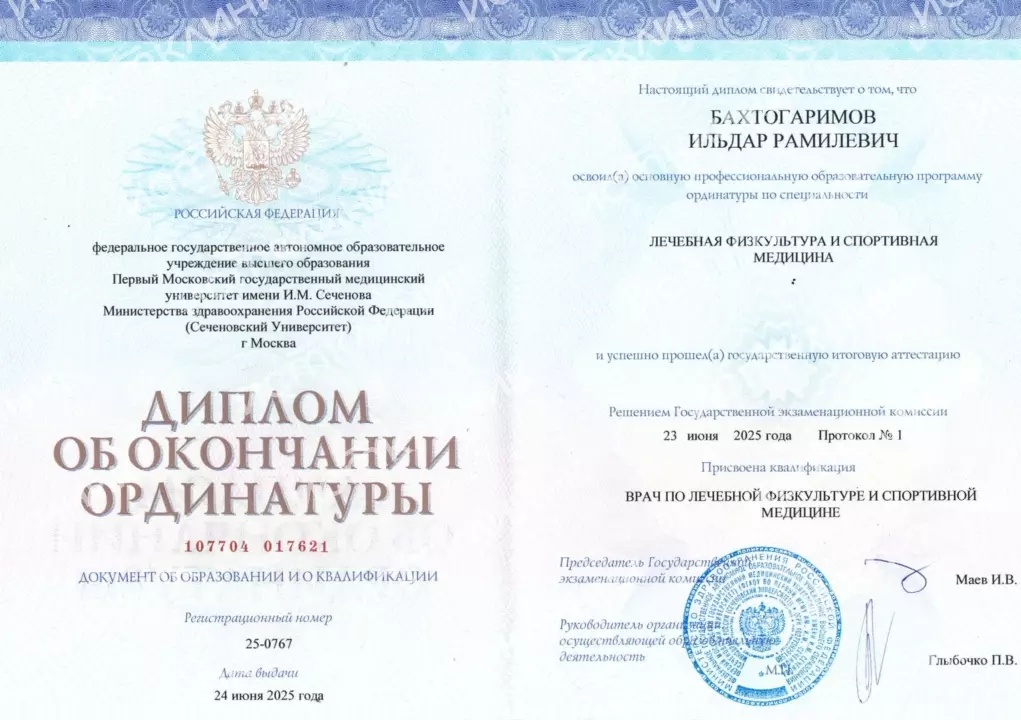 РОССИЙСКАЯ ФЕДЕРАЦИЯ
федеральное государственное автономное образовательное
учреждение высшего образования
Первый Московский государственный медицинский
университет имени И.М. Сеченова
Министерства здравоохранения Российской Федерации
(Сеченовский Университет)
г Москва
ДИПЛОМ
ОБ ОКОНЧАНИИ
ОРДИНАТУРЫ
107704 017621
ДОКУМЕНТ ОБ ОБРАЗОВАНИИ И О КВАЛИФИКАЦИИ
Регистрационный номер
25-0767
Дата выдачи
24 июня 2025 года
Настоящий диплом свидетельствует о том, что
БАХТОГАРИМОВ
ИЛЬДАР РАМИЛЕВИЧ
освоил(а) основную профессиональную образовательную программу
ординатуры по специальности
ЛЕЧЕБНАЯ ФИЗКУЛЬТУРА И СПОРТИВНАЯ
МЕДИЦИНА
и успешно прошел(а) государственную итоговую аттестацию
Решением Государственной экзаменационной комиссии
23 июня 2025 года Протокол № 1
Присвоена квалификация
ВРАЧ ПО ЛЕЧЕБНОЙ ФИЗКУЛЬТУРЕ И СПОРТИВНОЙ
МЕДИЦИНЕ
Председатель Государственной
экзаменационной комиссии
Маев И.В.
Руководитель организации,
осуществляющей образовательную
деятельность
Глыбочко П.В.
М.П.